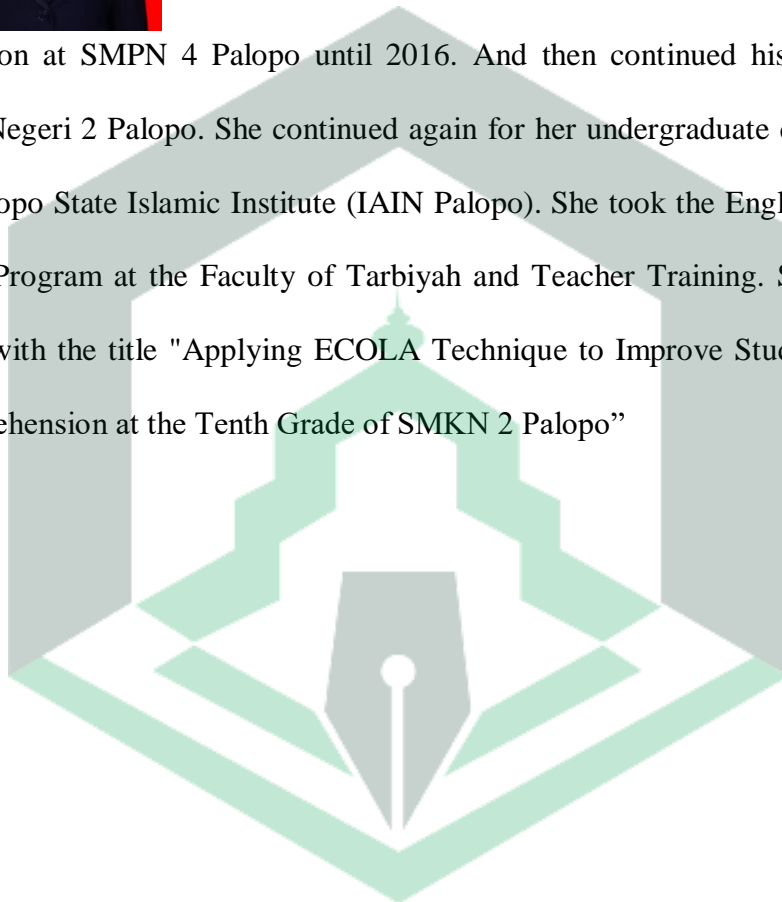 on at SMPN 4 Palopo until 2016. And then continued his
Negeri 2 Palopo. She continued again for her undergraduate
opo State Islamic Institute (IAIN Palopo). She took the Engl
Program at the Faculty of Tarbiyah and Teacher Training. S
with the title "Applying ECOLA Technique to Improve Stud
ehension at the Tenth Grade of SMKN 2 Palopo”